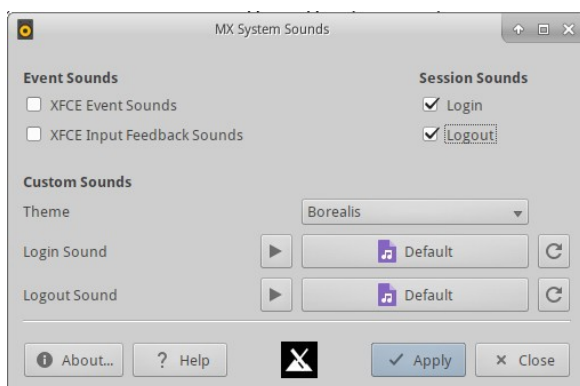 MX System Sounds
Event Sounds
Session Sounds
XFCE Event Sounds
Login
XFCE Input Feedback Sounds
Logout
Custom Sounds
Theme
Borealis
Login Sound
Default
Logout Sound
Default
About...
? Help
Apply
Close